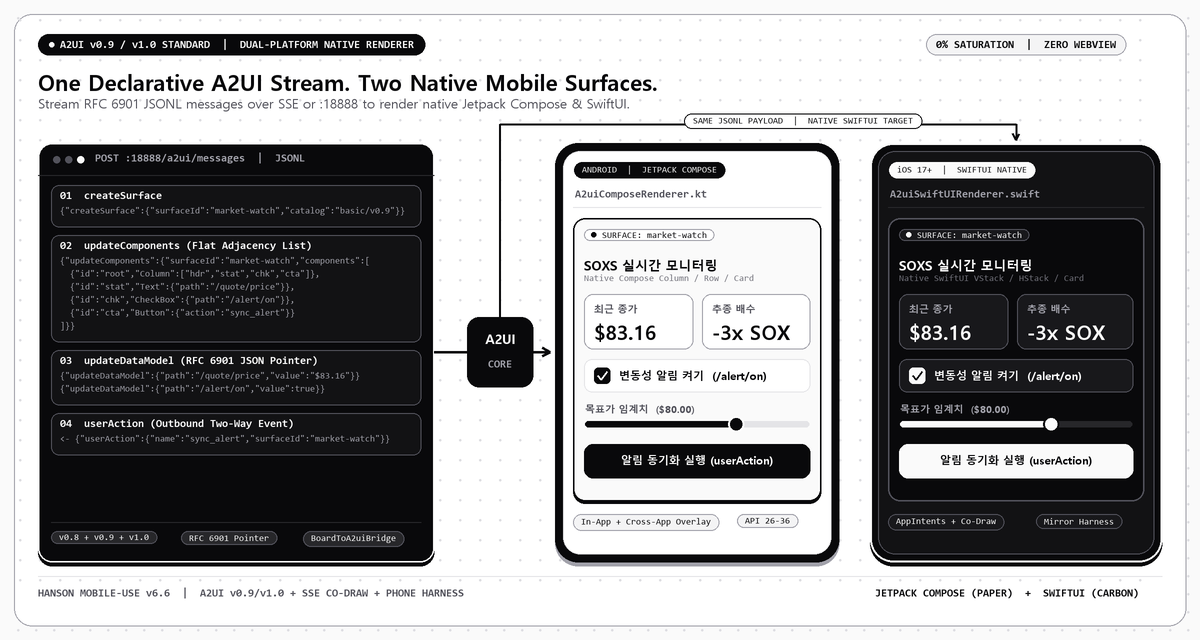 A2UI v0.9 / v1.0 STANDARD | DUAL-PLATFORM NATIVE RENDERER
0% SATURATION | ZERO WEBVIEW
One Declarative A2UI Stream. Two Native Mobile Surfaces.
Stream RFC 6901 JSONL messages over SSE or :18888 to render native Jetpack Compose & SwiftUI.
SAME JSONL PAYLOAD | NATIVE SWIFTUI TARGET
POST :18888/a2ui/messages | JSONL
01 createSurface
{"createSurface":{"surfaceId":"market-watch","catalog":"basic/v0.9"}}
02 updateComponents (Flat Adjacency List)
{"updateComponents":{"surfaceId":"market-watch","components":[
{"id":"root","Column":["hdr","stat","chk","cta"]},
{"id":"stat","Text":{"path":"/quote/price"}},
{"id":"chk","CheckBox":{"path":"/alert/on"}},
{"id":"cta","Button":{"action":"sync_alert"}}
]}}
03 updateDataModel (RFC 6901 JSON Pointer)
{"updateDataModel":{"path":"/quote/price","value":"$83.16"}}
{"updateDataModel":{"path":"/alert/on","value":true}}
04 userAction (Outbound Two-Way Event)
<- {"userAction":{"name":"sync_alert","surfaceId":"market-watch"}}
v0.8 + v0.9 + v1.0
RFC 6901 Pointer
BoardToA2uiBridge
A2UI
CORE
ANDROID | JETPACK COMPOSE
A2uiComposeRenderer.kt
SURFACE: market-watch
SOXS 실시간 모니터링
Native Compose Column / Row / Card
최근 종가
$83.16
추종 배수
-3x SOX
변동성 알림 켜기 (/alert/on)
목표가 임계치 ($80.00)
알림 동기화 실행 (userAction)
In-App + Cross-App Overlay
API 26-36
iOS 17+ | SWIFTUI NATIVE
A2uiSwiftUIRenderer.swift
SURFACE: market-watch
SOXS 실시간 모니터링
Native SwiftUI VStack / HStack / Card
최근 종가
$83.16
추종 배수
-3x SOX
변동성 알림 켜기 (/alert/on)
목표가 임계치 ($80.00)
알림 동기화 실행 (userAction)
AppIntents + Co-Draw
Mirror Harness
HANSON MOBILE-USE v6.6 | A2UI v0.9/v1.0 + SSE CO-DRAW + PHONE HARNESS
JETPACK COMPOSE (PAPER) + SWIFTUI (CARBON)